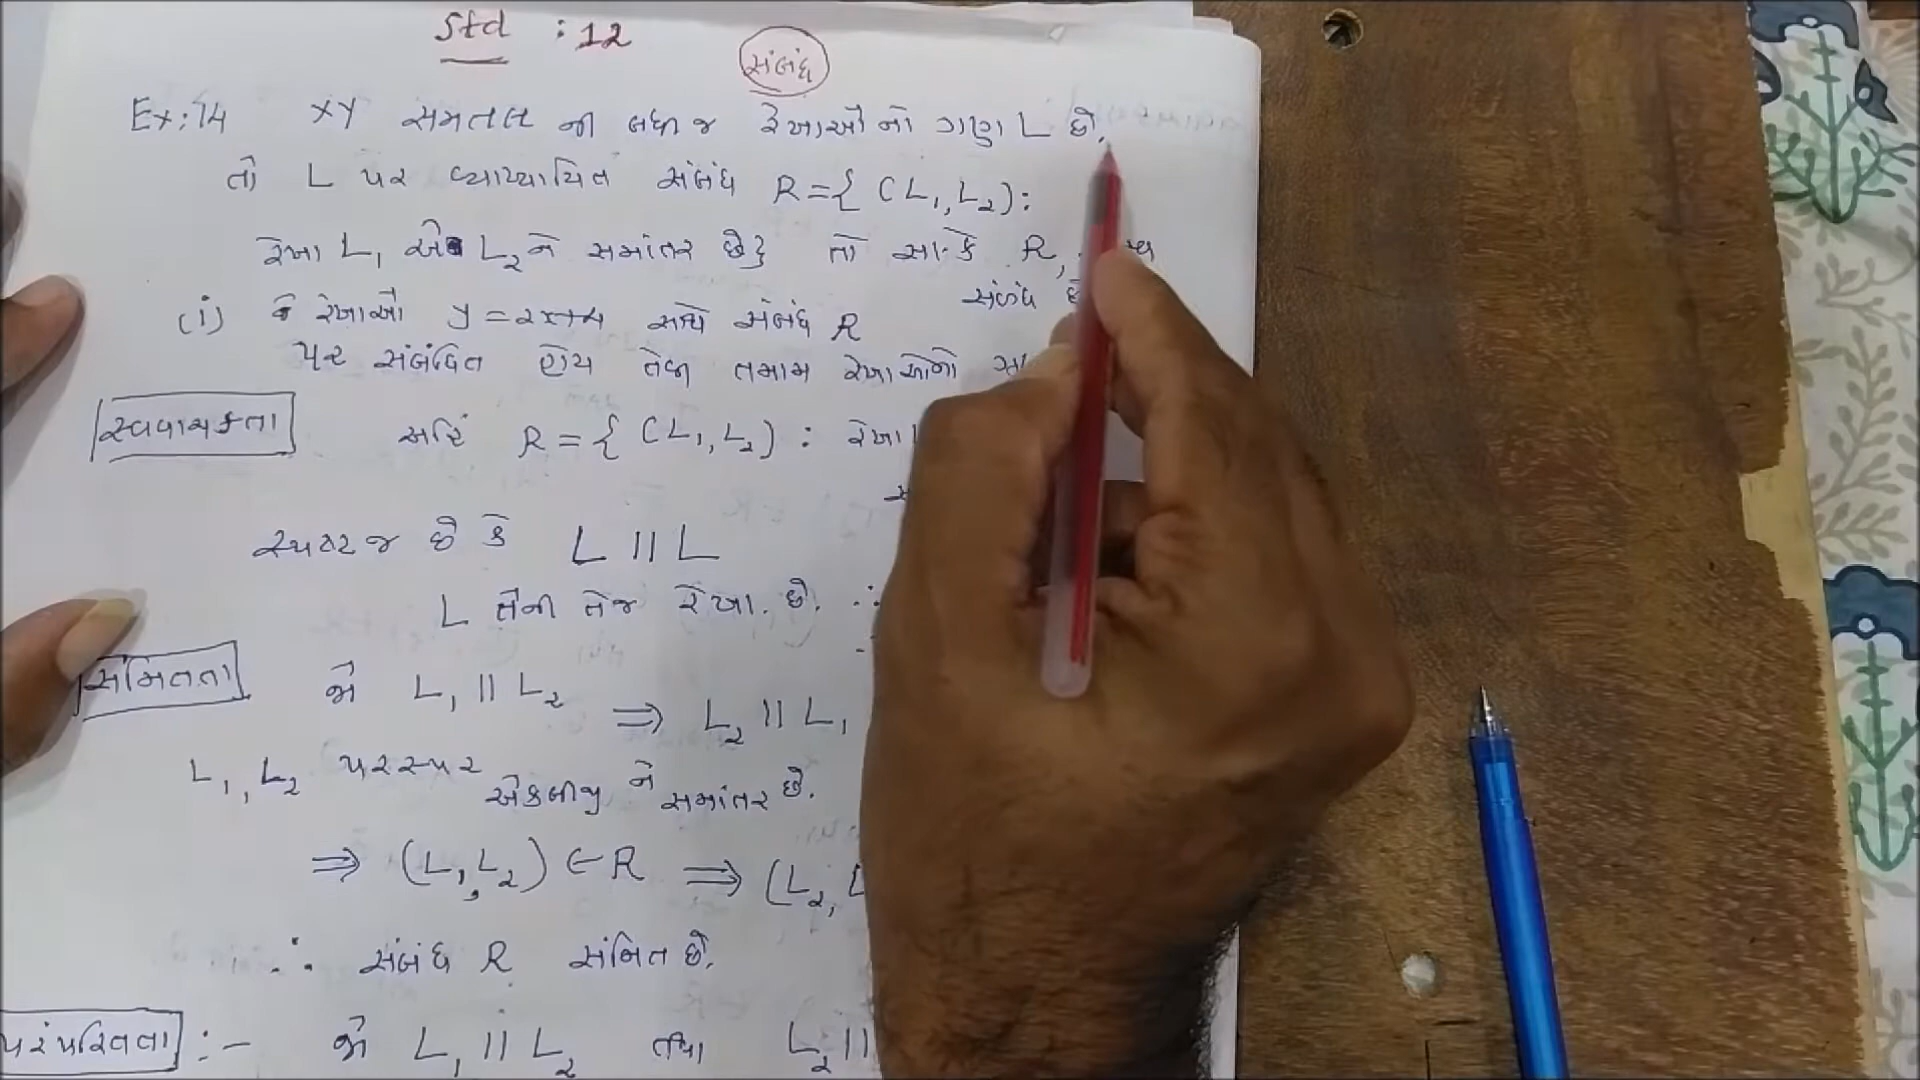 Std : 12
સંબંધ
Ex:14 XY સમતલ ની બધી જ રેખાઓનો ગણ L છે.
તો L પર વ્યાખ્યાયિત સંબંધ R={ (L₁, L₂):
રેખા L₁ એ L₂ ને સમાંતર છે} તો સા.કે R,
સંબંધ
(i) જે રેખાઓ y=2x+4 સાથે સંબંધ R
પર સંબંધિત હોય તેવી તમામ રેખાઓનો
સ્વવાચકતા
અહિં R={ (L₁, L₂) : રેખા
સ્પષ્ટ જ છે કે L || L
L તેની તેજ રેખા. છે. ∴
સંમિતતા
જો L₁ || L₂ ⇒ L₂ || L₁
L₁, L₂ પરસ્પર એકબીજા ને સમાંતર છે.
⇒ (L₁, L₂) ∈ R ⇒ (L₂,
∴ સંબંધ R સંમિત છે.
પરંપરિતતા :- જો L₁ || L₂ તથા L₂ ||